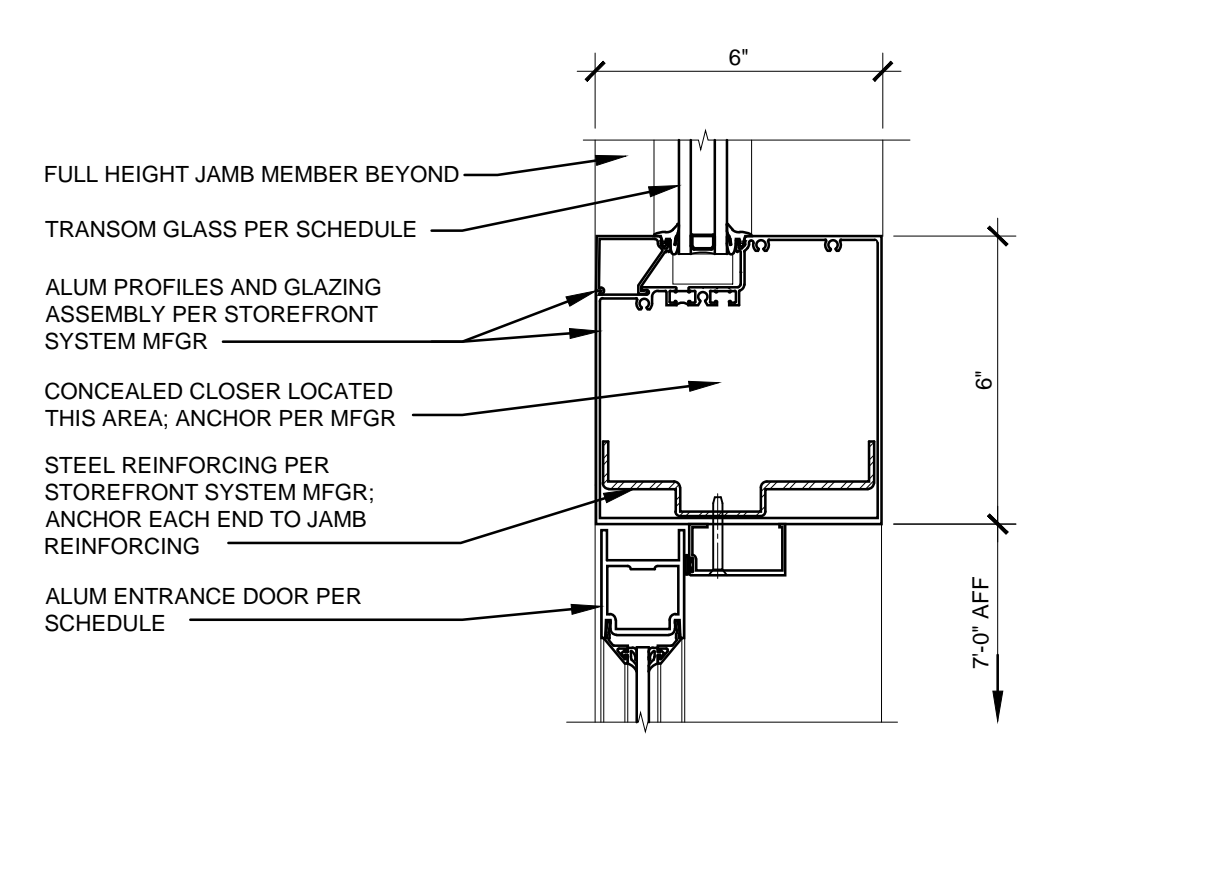 6"
FULL HEIGHT JAMB MEMBER BEYOND
TRANSOM GLASS PER SCHEDULE
ALUM PROFILES AND GLAZING
ASSEMBLY PER STOREFRONT
SYSTEM MFGR
CONCEALED CLOSER LOCATED
THIS AREA; ANCHOR PER MFGR
STEEL REINFORCING PER
STOREFRONT SYSTEM MFGR;
ANCHOR EACH END TO JAMB
REINFORCING
ALUM ENTRANCE DOOR PER
SCHEDULE
6"
7'-0" AFF